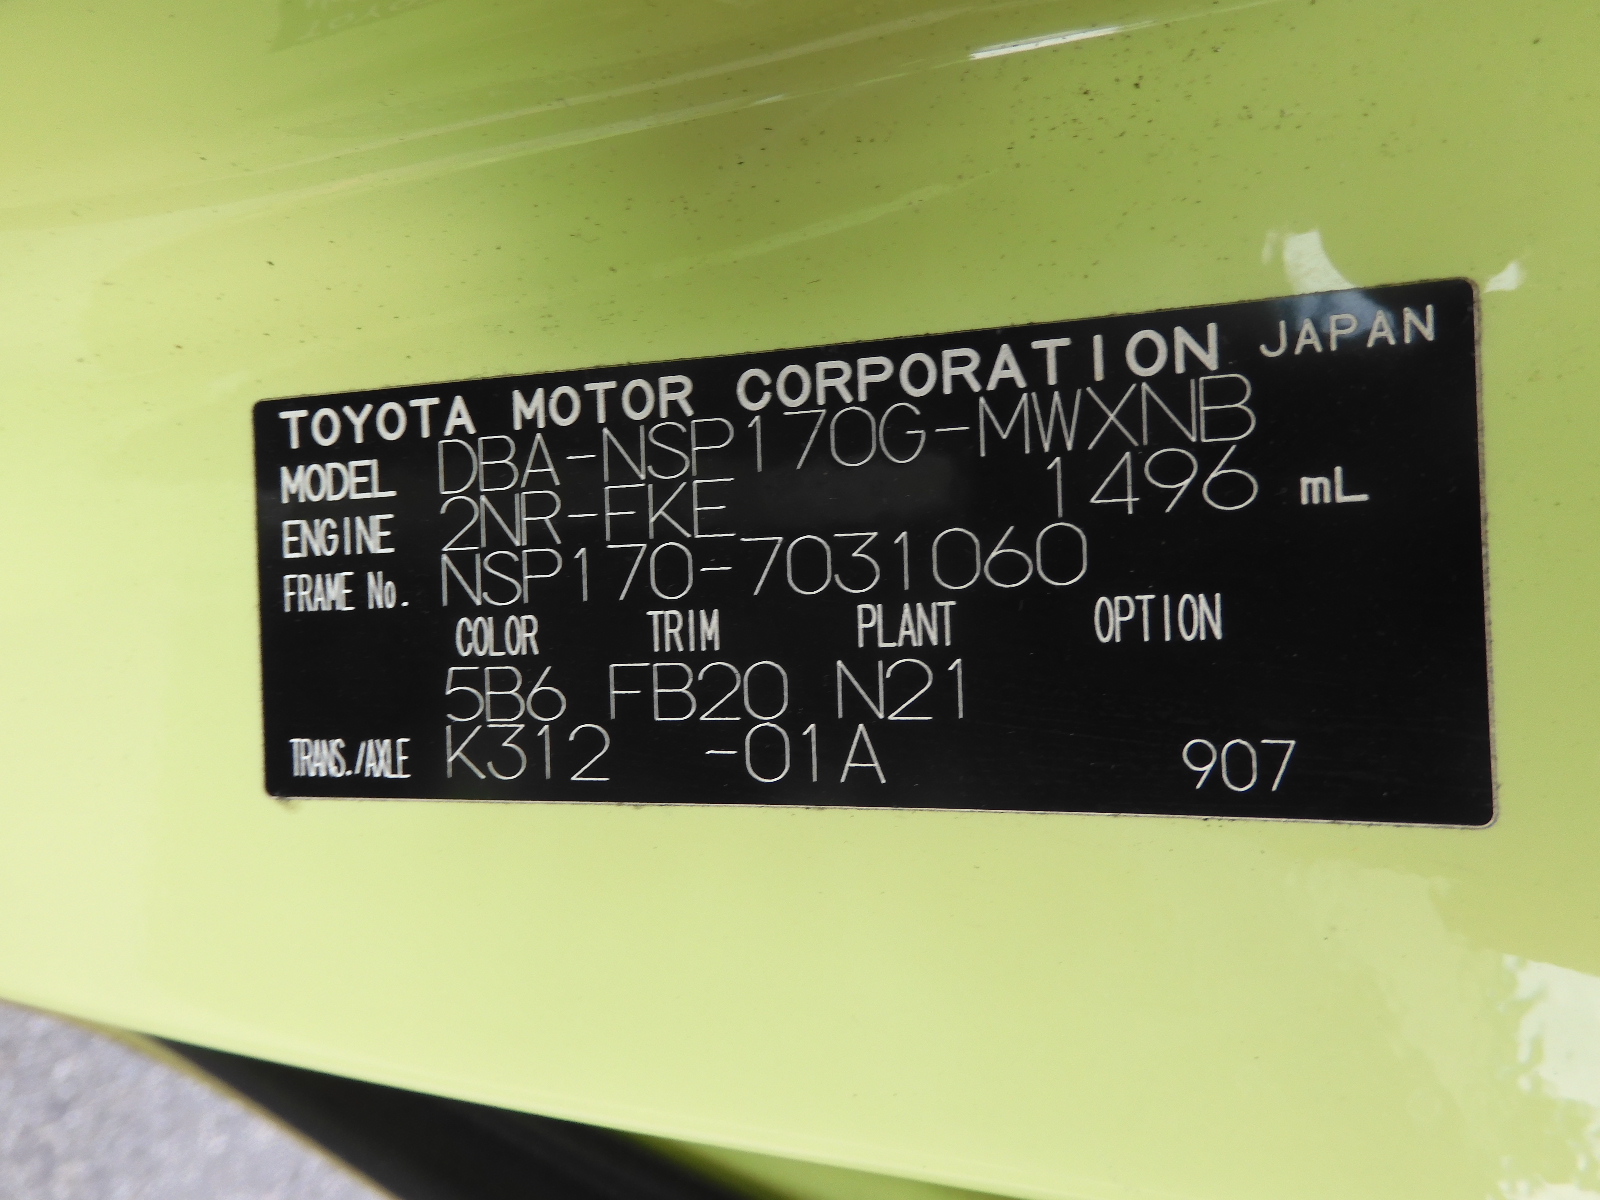 TOYOTA MOTOR CORPORATION JAPAN
MODEL DBA-NSP170G-MWXNB
ENGINE 2NR-FKE 1496 mL
FRAME No. NSP170-7031060
COLOR TRIM PLANT OPTION
5B6 FB20 N21
TRANS./AXLE K312 -01A 907